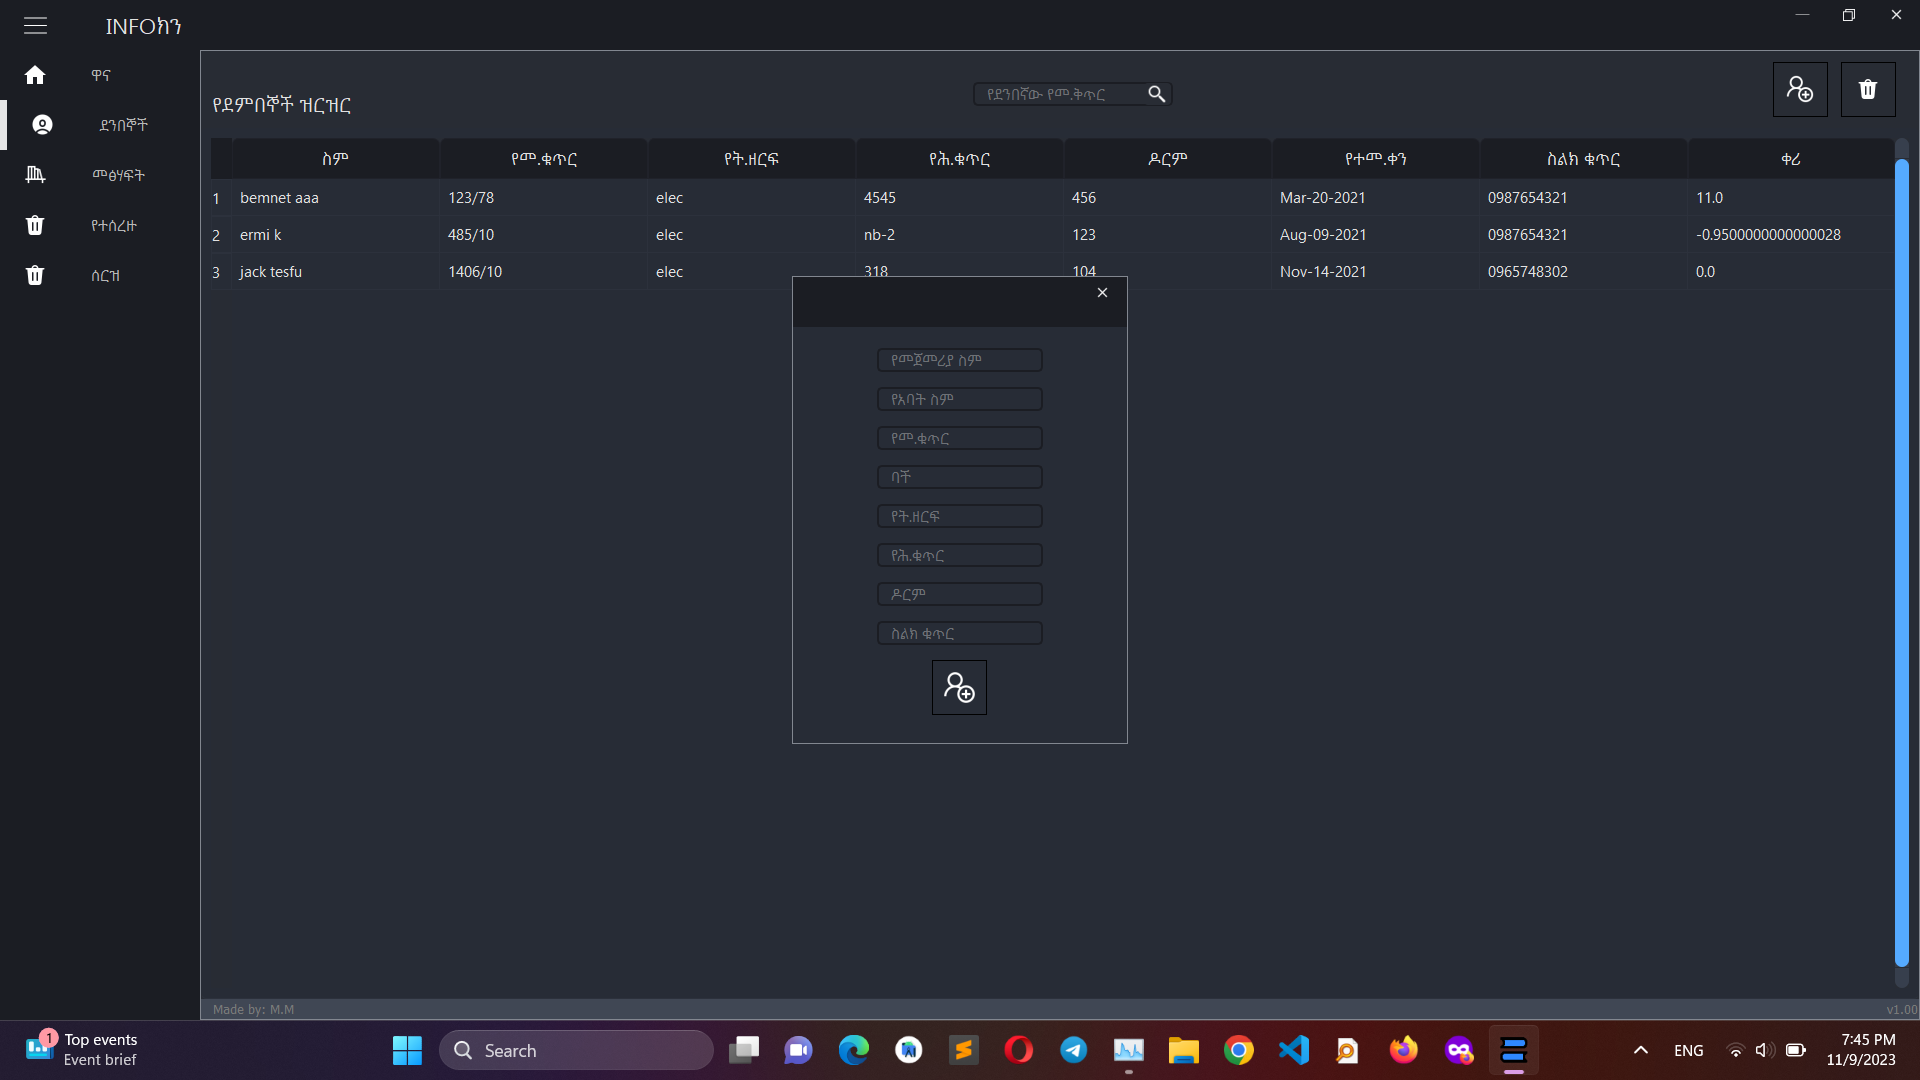 INFOክን
ዋና
ደንበኞች
መፅሃፍት
የተሰረዙ
ሰርዝ
የደምበኞች ዝርዝር
የደንበኛው የመ.ቅጥር
ስም የመ.ቁጥር የት.ዘርፍ የሕ.ቁጥር ዶርም የተመ.ቀን ስልክ ቁጥር ቀሪ
1 bemnet aaa 123/78 elec 4545 456 Mar-20-2021 0987654321 11.0
2 ermi k 485/10 elec nb-2 123 Aug-09-2021 0987654321 -0.9500000000000028
3 jack tesfu 1406/10 elec 318 104 Nov-14-2021 0965748302 0.0
የመጀመሪያ ስም
የአባት ስም
የመ.ቁጥር
ባች
የት.ዘርፍ
የሕ.ቁጥር
ዶርም
ስልክ ቁጥር
Made by: M.M v1.00
1 Top events
Event brief
Search
ENG
7:45 PM
11/9/2023